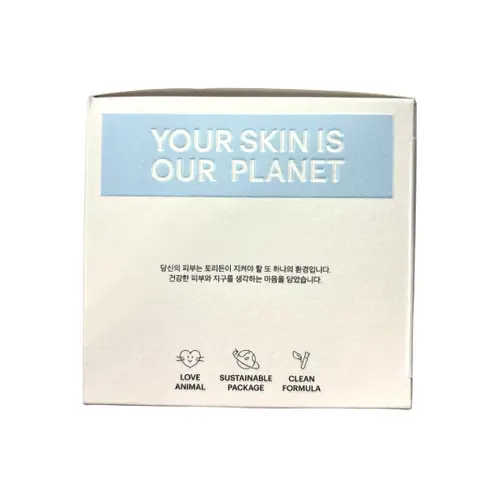 YOUR SKIN IS
OUR PLANET
당신의 피부는 토리든이 지켜야 할 또 하나의 환경입니다.
건강한 피부와 지구를 생각하는 마음을 담았습니다.
LOVE
ANIMAL
SUSTAINABLE
PACKAGE
CLEAN
FORMULA